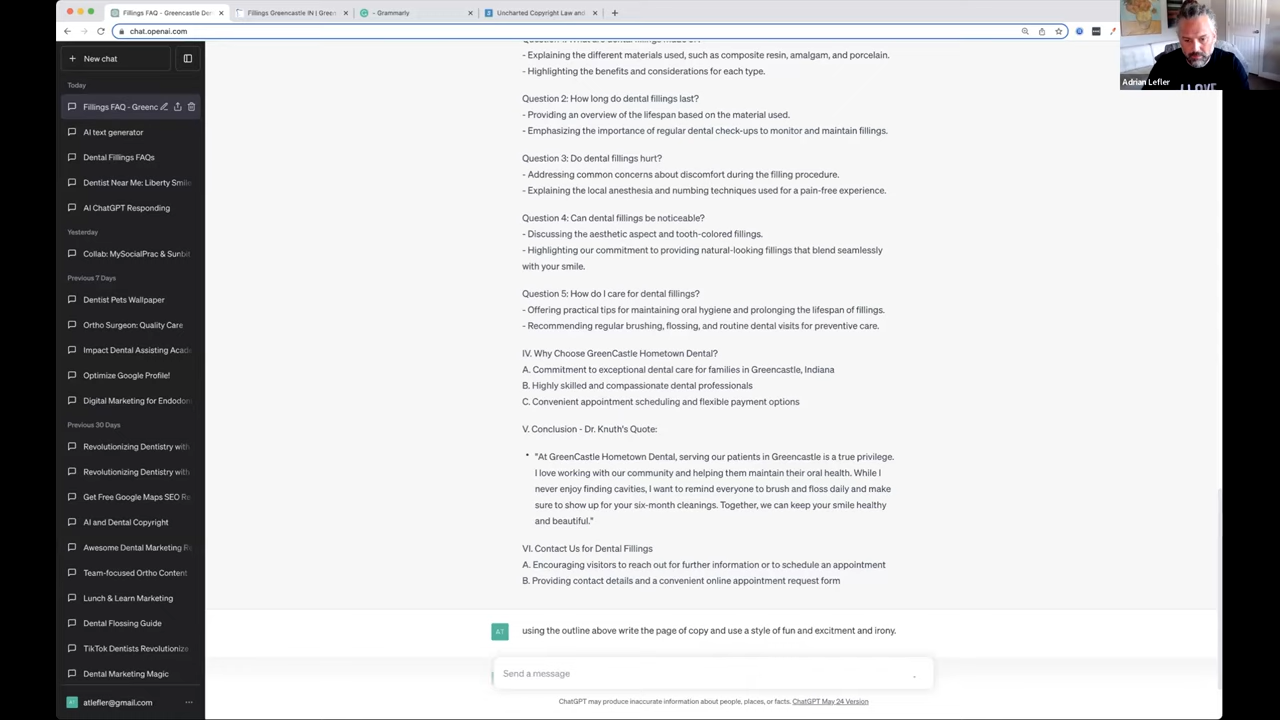 Fillings FAQ - Greencastle De
Fillings Greencastle IN | Green
- Grammarly
Uncharted Copyright Law and
chat.openai.com
New chat
Today
Fillings FAQ - Greenc
AI text generator
Dental Fillings FAQs
Dentist Near Me: Liberty Smile
AI ChatGPT Responding
Yesterday
Collab: MySocialPrac & Sunbit
Previous 7 Days
Dentist Pets Wallpaper
Ortho Surgeon: Quality Care
Impact Dental Assisting Acade
Optimize Google Profile!
Digital Marketing for Endodon
Previous 30 Days
Revolutionizing Dentistry with
Revolutionizing Dentistry with
Get Free Google Maps SEO Re
AI and Dental Copyright
Awesome Dental Marketing Re
Team-focused Ortho Content
Lunch & Learn Marketing
Dental Flossing Guide
TikTok Dentists Revolutionize
Dental Marketing Magic
atlefler@gmail.com
- Explaining the different materials used, such as composite resin, amalgam, and porcelain.
- Highlighting the benefits and considerations for each type.
Question 2: How long do dental fillings last?
- Providing an overview of the lifespan based on the material used.
- Emphasizing the importance of regular dental check-ups to monitor and maintain fillings.
Question 3: Do dental fillings hurt?
- Addressing common concerns about discomfort during the filling procedure.
- Explaining the local anesthesia and numbing techniques used for a pain-free experience.
Question 4: Can dental fillings be noticeable?
- Discussing the aesthetic aspect and tooth-colored fillings.
- Highlighting our commitment to providing natural-looking fillings that blend seamlessly
with your smile.
Question 5: How do I care for dental fillings?
- Offering practical tips for maintaining oral hygiene and prolonging the lifespan of fillings.
- Recommending regular brushing, flossing, and routine dental visits for preventive care.
IV. Why Choose GreenCastle Hometown Dental?
A. Commitment to exceptional dental care for families in Greencastle, Indiana
B. Highly skilled and compassionate dental professionals
C. Convenient appointment scheduling and flexible payment options
V. Conclusion - Dr. Knuth's Quote:
• "At GreenCastle Hometown Dental, serving our patients in Greencastle is a true privilege.
I love working with our community and helping them maintain their oral health. While I
never enjoy finding cavities, I want to remind everyone to brush and floss daily and make
sure to show up for your six-month cleanings. Together, we can keep your smile healthy
and beautiful."
VI. Contact Us for Dental Fillings
A. Encouraging visitors to reach out for further information or to schedule an appointment
B. Providing contact details and a convenient online appointment request form
AT
using the outline above write the page of copy and use a style of fun and excitment and irony.
Send a message
ChatGPT may produce inaccurate information about people, places, or facts. ChatGPT May 24 Version
Adrian Lefler
I LOVE